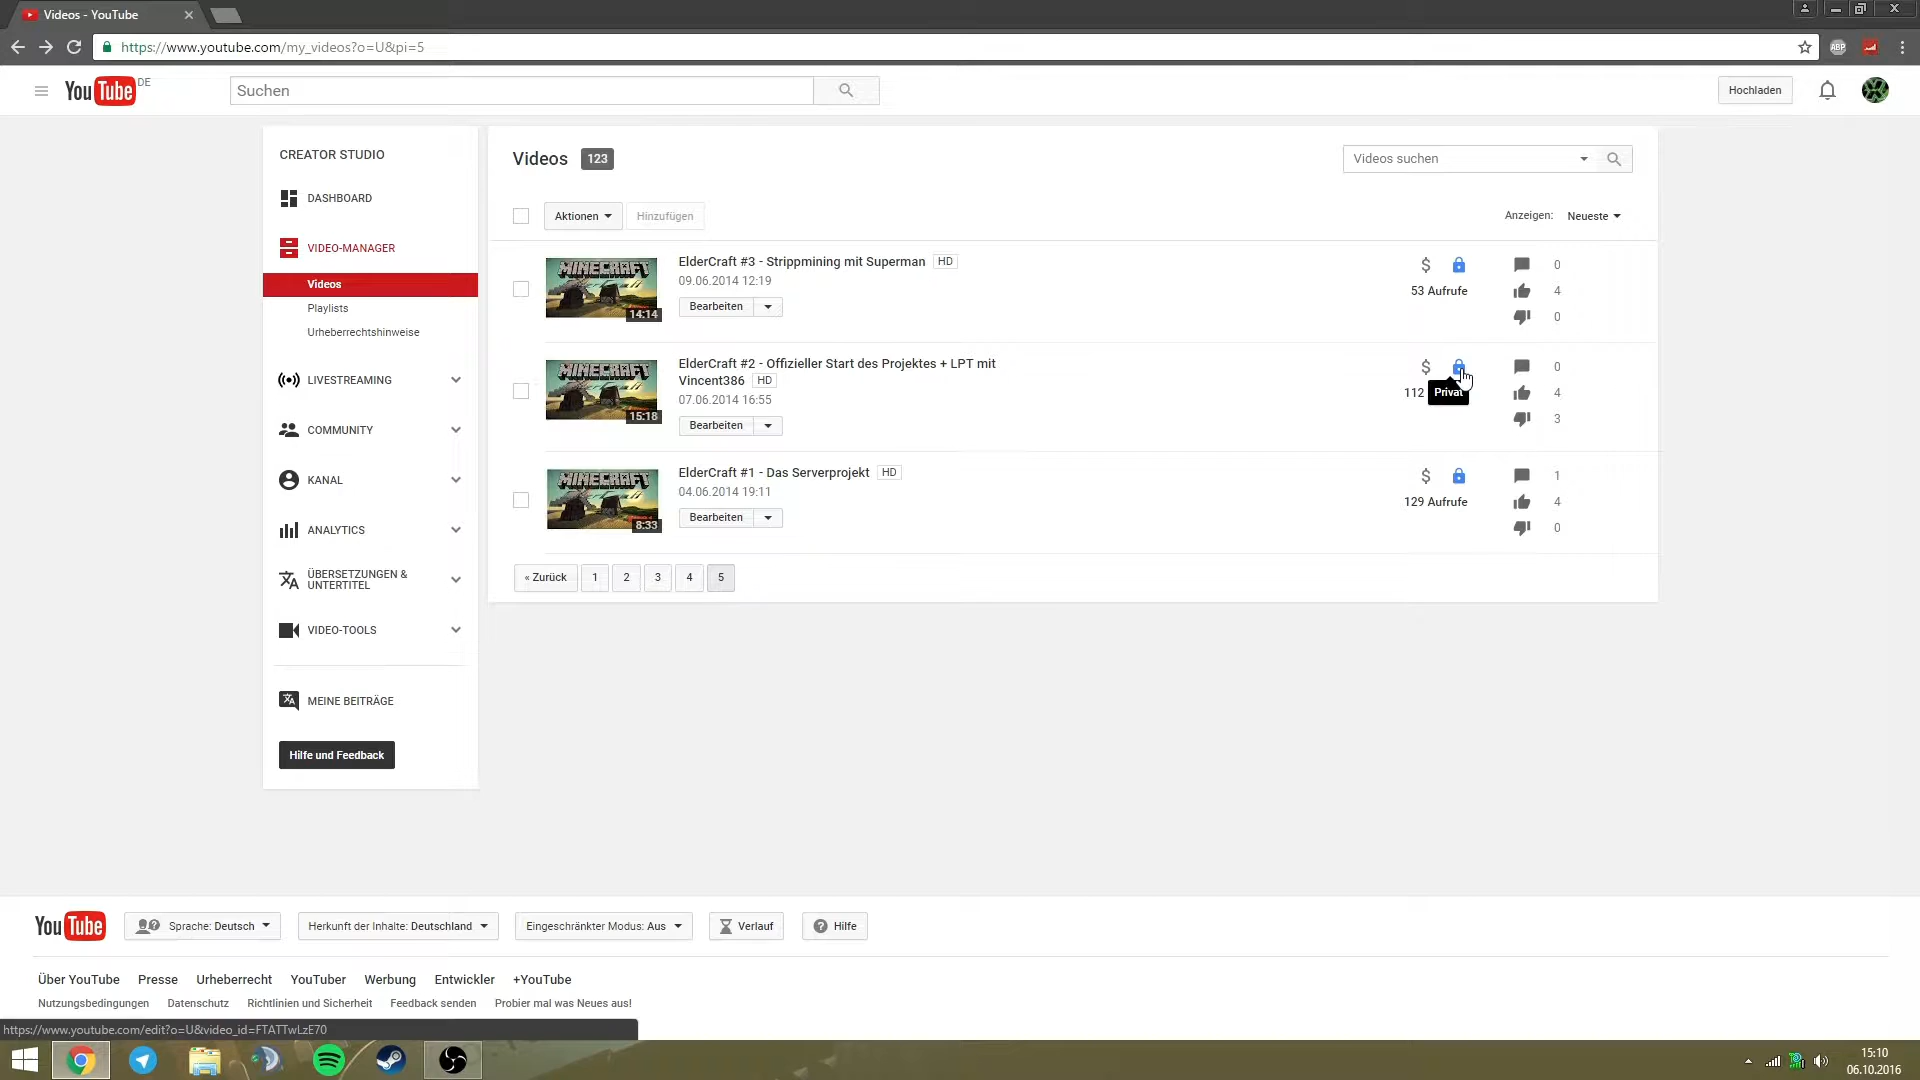 Videos - YouTube
https://www.youtube.com/my_videos?o=U&pi=5
ABP
YouTube DE
Suchen
Hochladen
CREATOR STUDIO
DASHBOARD
VIDEO-MANAGER
Videos
Playlists
Urheberrechtshinweise
LIVESTREAMING
COMMUNITY
KANAL
ANALYTICS
ÜBERSETZUNGEN &
UNTERTITEL
VIDEO-TOOLS
MEINE BEITRÄGE
Hilfe und Feedback
Videos 123
Videos suchen
Aktionen
Hinzufügen
Anzeigen: Neueste
MINECRAFT
14:14
ElderCraft #3 - Strippmining mit Superman HD
09.06.2014 12:19
Bearbeiten
53 Aufrufe
0
4
0
MINECRAFT
15:18
ElderCraft #2 - Offizieller Start des Projektes + LPT mit
Vincent386 HD
07.06.2014 16:55
Bearbeiten
112
Privat
0
4
3
MINECRAFT
8:33
ElderCraft #1 - Das Serverprojekt HD
04.06.2014 19:11
Bearbeiten
129 Aufrufe
1
4
0
« Zurück 1 2 3 4 5
YouTube
Sprache: Deutsch
Herkunft der Inhalte: Deutschland
Eingeschränkter Modus: Aus
Verlauf
Hilfe
Über YouTube Presse Urheberrecht YouTuber Werbung Entwickler +YouTube
Nutzungsbedingungen Datenschutz Richtlinien und Sicherheit Feedback senden Probier mal was Neues aus!
https://www.youtube.com/edit?o=U&video_id=FTATTwLzE70
15:10
06.10.2016